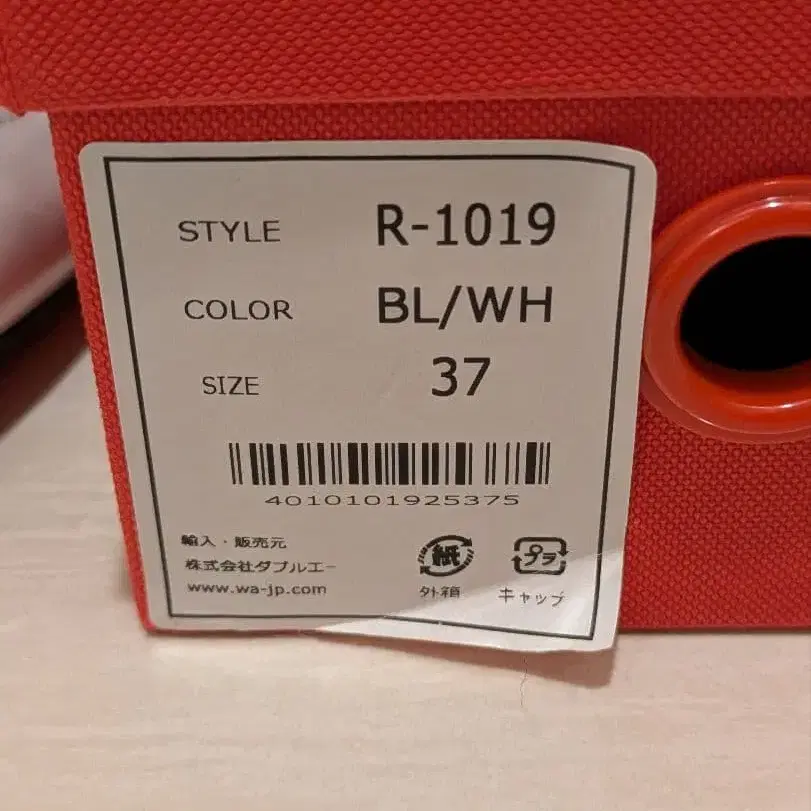 STYLE R-1019
COLOR BL/WH
SIZE 37
4010101925375
輸入・販売元
株式会社ダブルエー
www.wa-jp.com
紙
外箱
プラ
キャップ